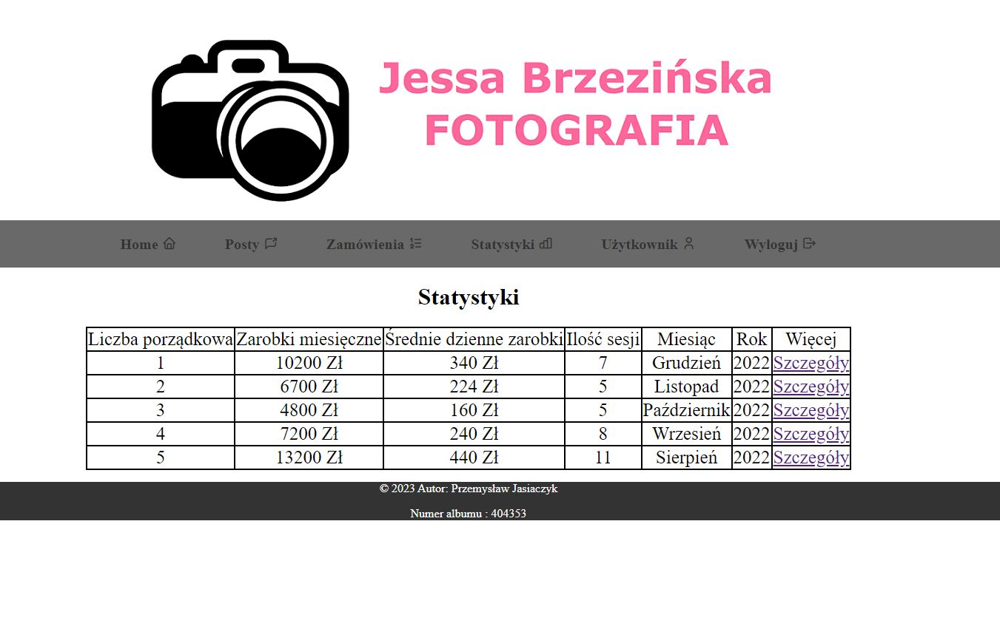 Jessa Brzezińska
FOTOGRAFIA
Home Posty Zamówienia Statystyki Użytkownik Wyloguj
Statystyki
Liczba porządkowa Zarobki miesięczne Średnie dzienne zarobki Ilość sesji Miesiąc Rok Więcej
1 10200 Zł 340 Zł 7 Grudzień 2022 Szczegóły
2 6700 Zł 224 Zł 5 Listopad 2022 Szczegóły
3 4800 Zł 160 Zł 5 Październik 2022 Szczegóły
4 7200 Zł 240 Zł 8 Wrzesień 2022 Szczegóły
5 13200 Zł 440 Zł 11 Sierpień 2022 Szczegóły
© 2023 Autor: Przemysław Jasiaczyk
Numer albumu : 404353